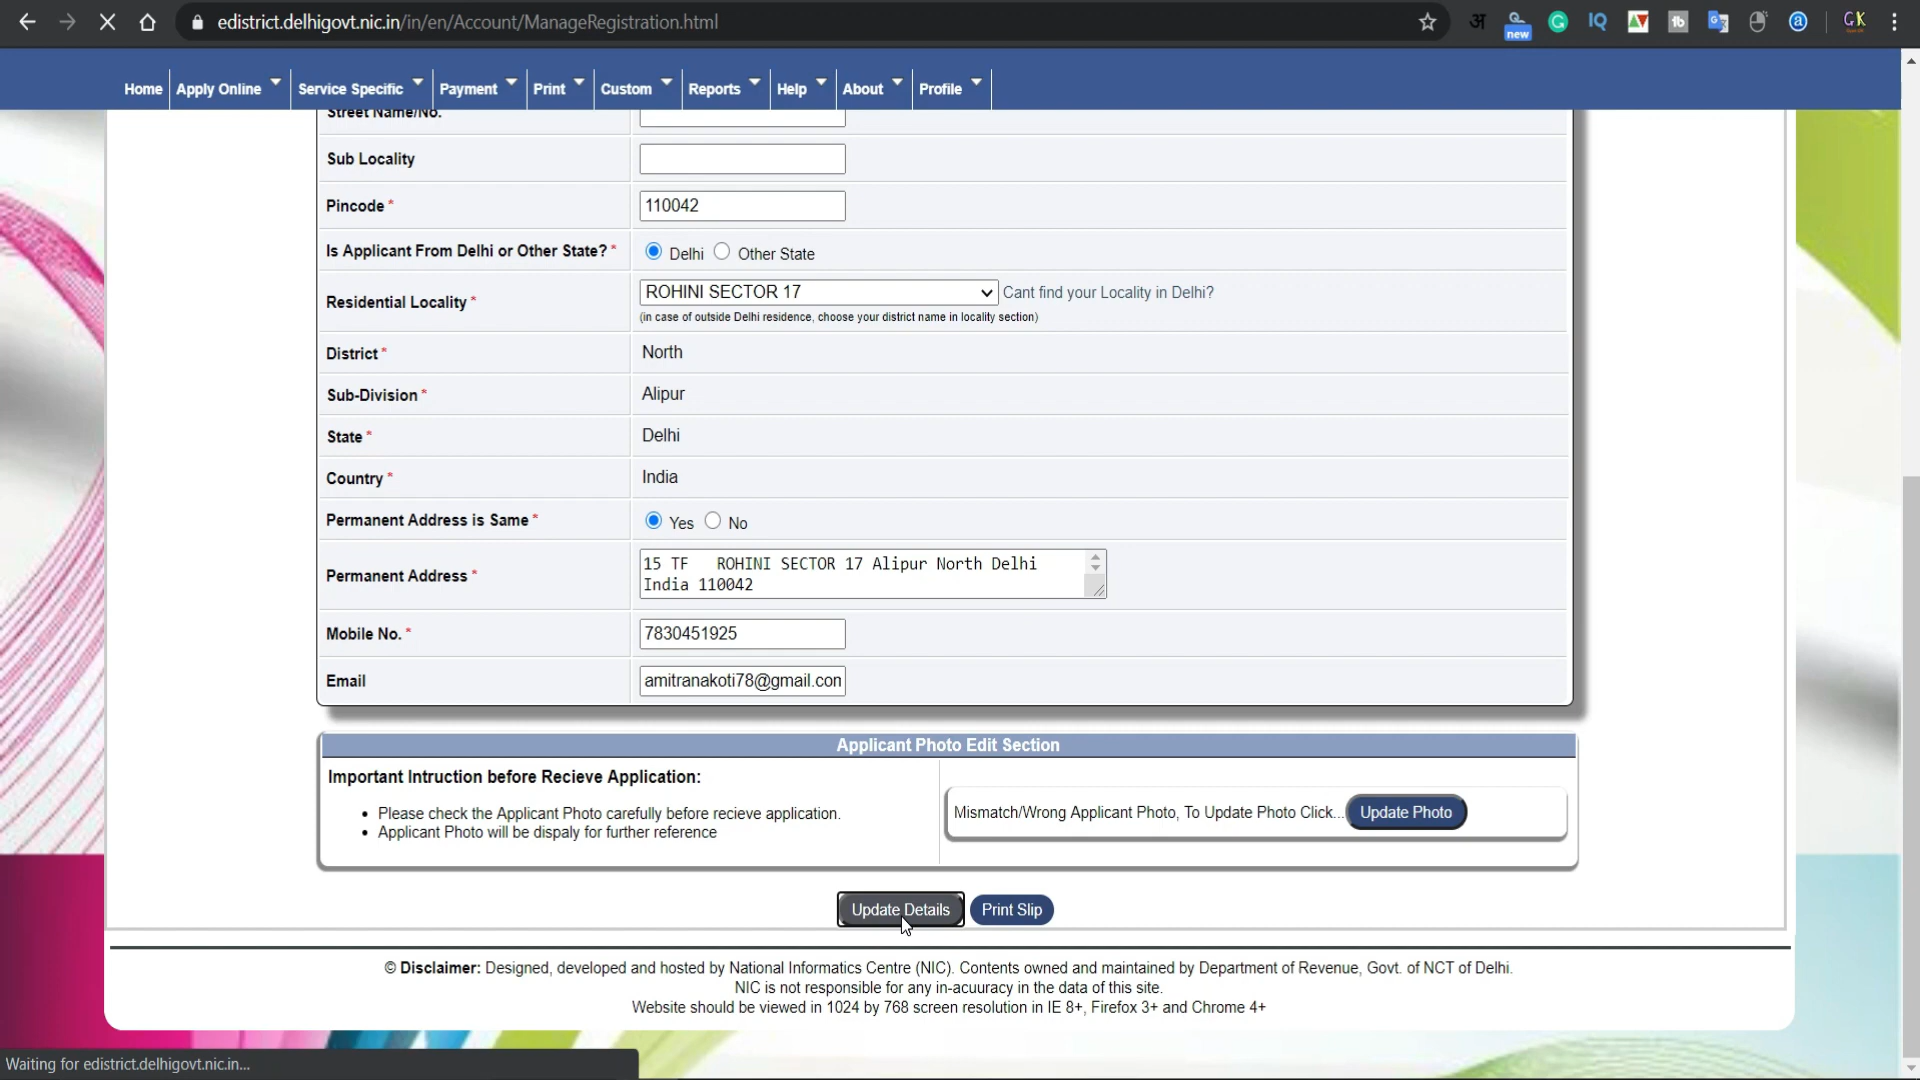 edistrict.delhigovt.nic.in/in/en/Account/ManageRegistration.html
अ
new
G
IQ
tb
a
GK
Home
Apply Online
Service Specific
Payment
Print
Custom
Reports
Help
About
Profile
Street Name/No.
Sub Locality
Pincode *
110042
Is Applicant From Delhi or Other State? *
Delhi
Other State
Residential Locality *
ROHINI SECTOR 17
Cant find your Locality in Delhi?
(in case of outside Delhi residence, choose your district name in locality section)
District *
North
Sub-Division *
Alipur
State *
Delhi
Country *
India
Permanent Address is Same *
Yes
No
Permanent Address *
15 TF ROHINI SECTOR 17 Alipur North Delhi
India 110042
Mobile No. *
7830451925
Email
amitranakoti78@gmail.con
Applicant Photo Edit Section
Important Intruction before Recieve Application:
• Please check the Applicant Photo carefully before recieve application.
• Applicant Photo will be dispaly for further reference
Mismatch/Wrong Applicant Photo, To Update Photo Click...
Update Photo
Update Details
Print Slip
© Disclaimer: Designed, developed and hosted by National Informatics Centre (NIC). Contents owned and maintained by Department of Revenue, Govt. of NCT of Delhi.
NIC is not responsible for any in-acuuracy in the data of this site.
Website should be viewed in 1024 by 768 screen resolution in IE 8+, Firefox 3+ and Chrome 4+
Waiting for edistrict.delhigovt.nic.in...